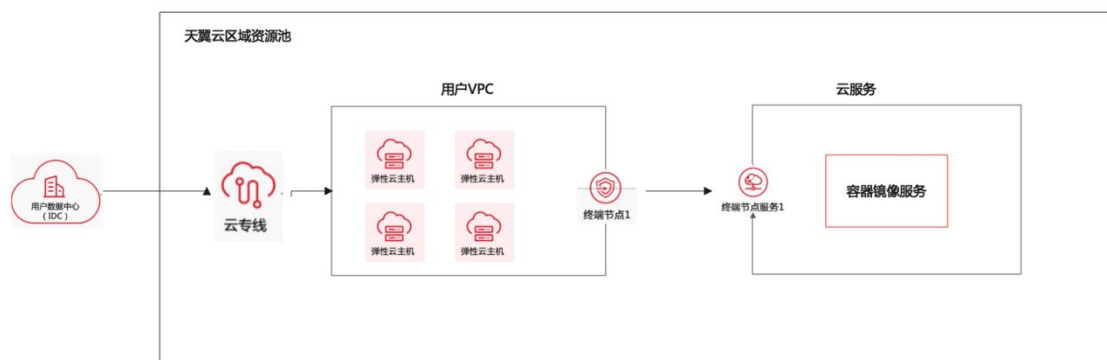 天翼云区域资源池
用户VPC
云服务
弹性云主机
弹性云主机
用户数据中心
（IDC）
云专线
弹性云主机
弹性云主机
终端节点1
终端节点服务1
容器镜像服务